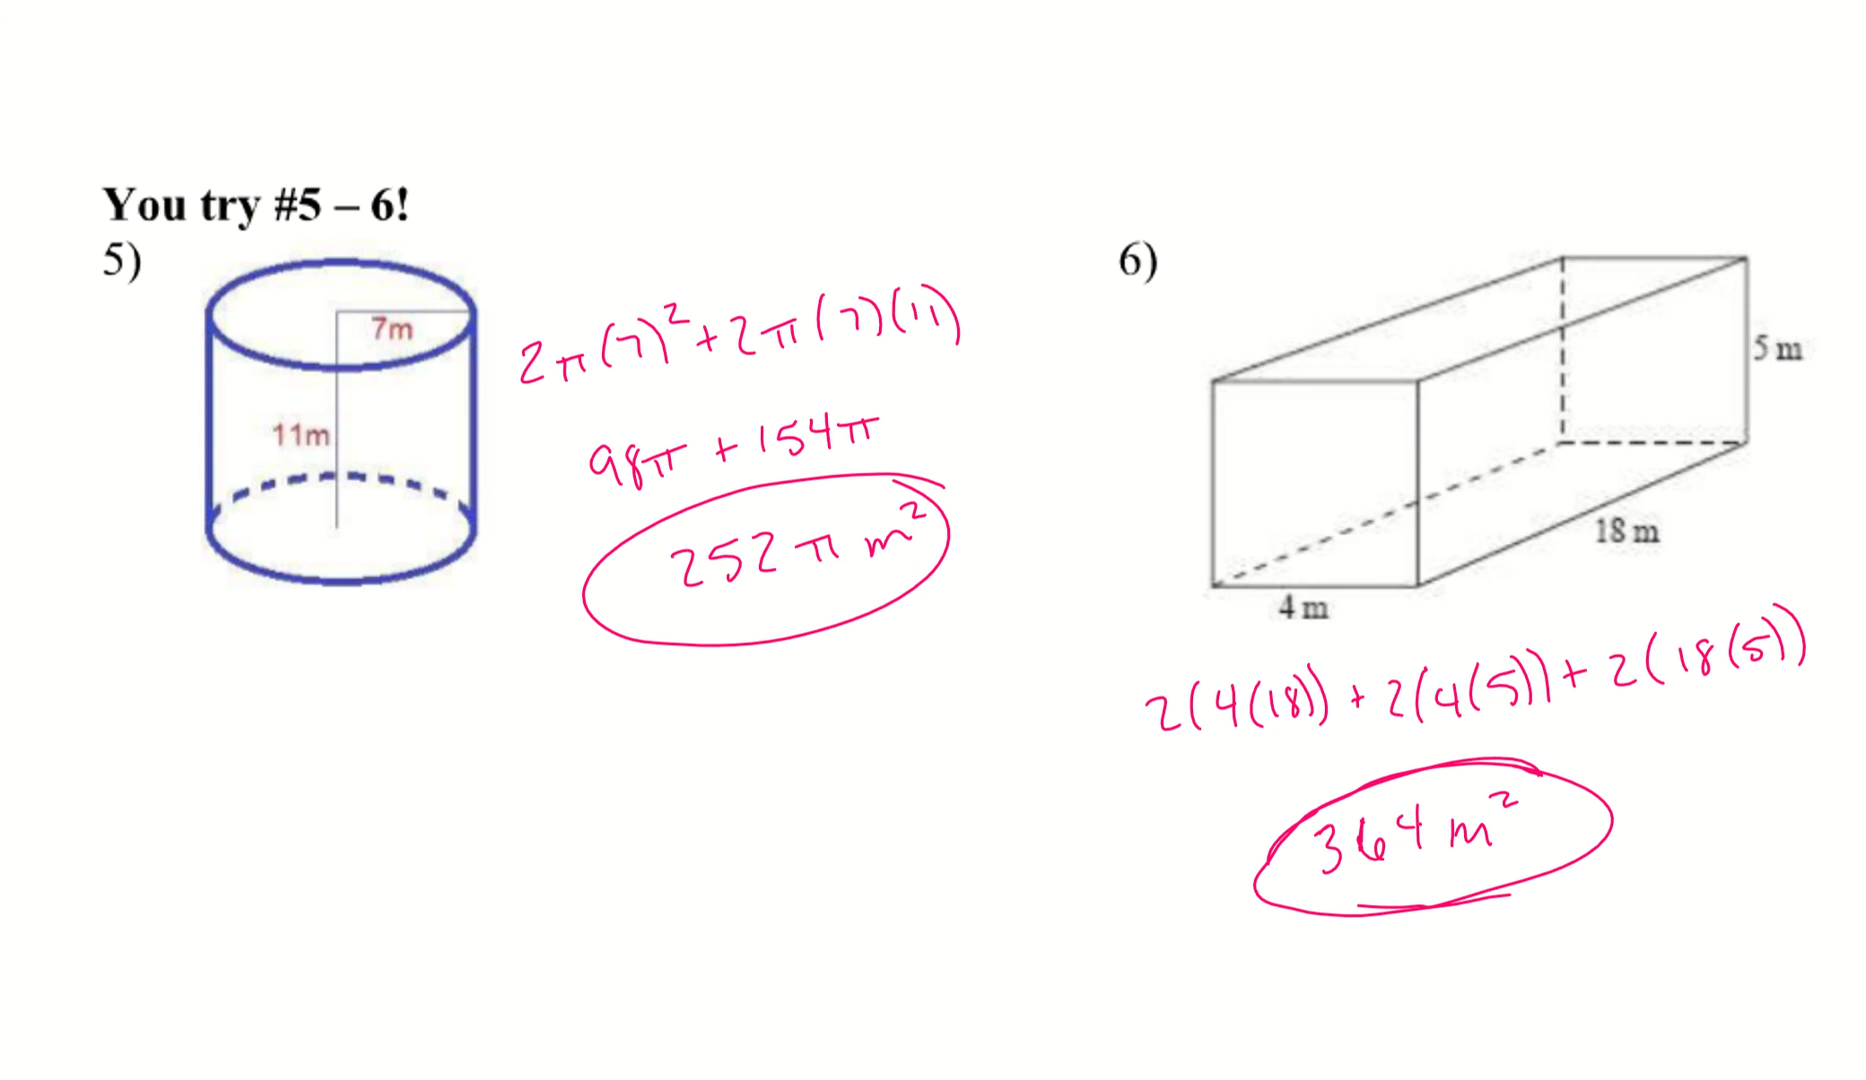 You try #5 – 6!
5)
7m
11m
2π(7)²+2π(7)(11)
98π + 154π
252π m²
6)
5 m
18 m
4 m
2(4(18)) + 2(4(5)) + 2(18(5))
364 m²